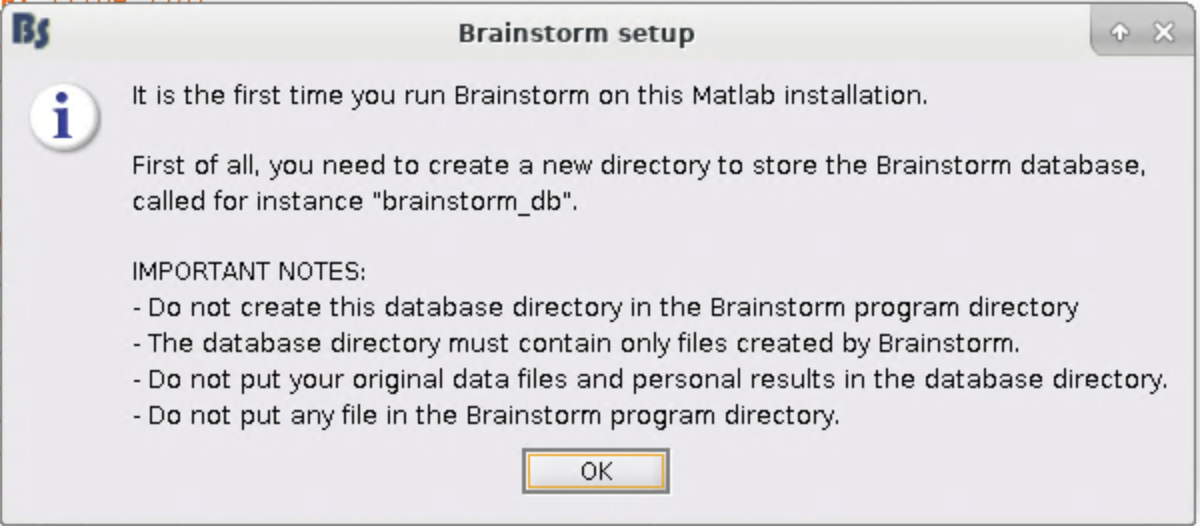 Bs
Brainstorm setup
It is the first time you run Brainstorm on this Matlab installation.
First of all, you need to create a new directory to store the Brainstorm database,
called for instance "brainstorm_db".
IMPORTANT NOTES:
- Do not create this database directory in the Brainstorm program directory
- The database directory must contain only files created by Brainstorm.
- Do not put your original data files and personal results in the database directory.
- Do not put any file in the Brainstorm program directory.
OK